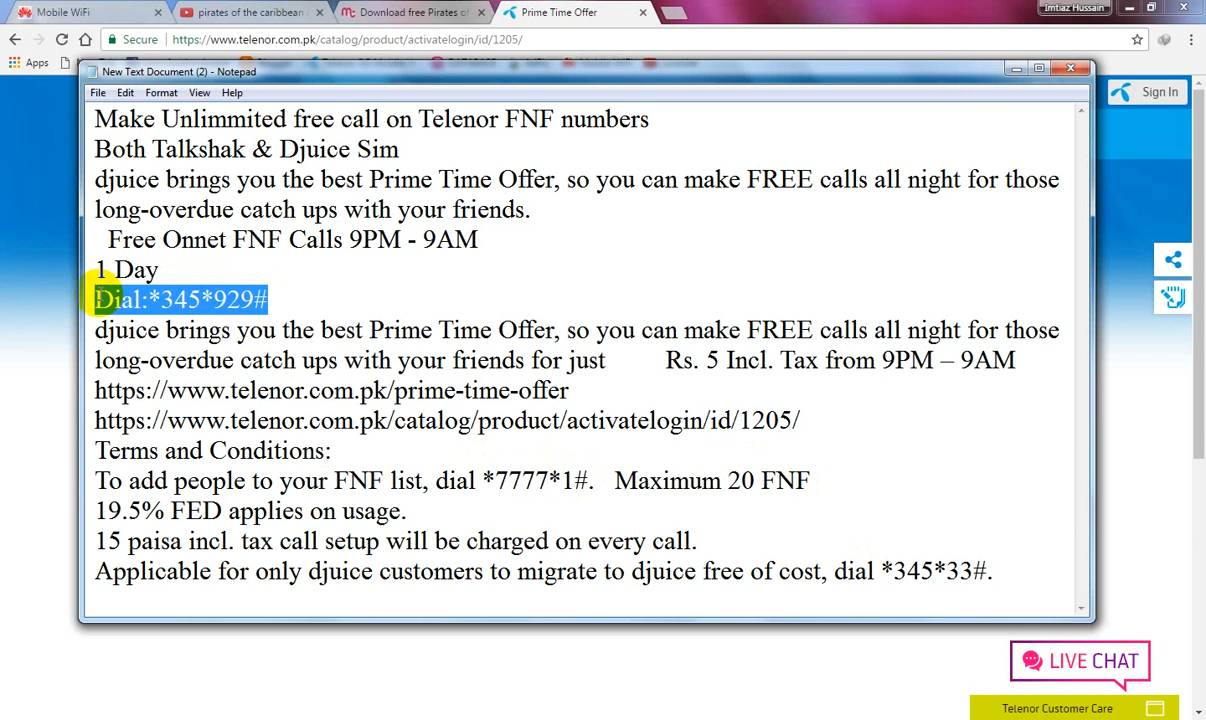 Mobile WiFi
pirates of the caribbean
Download free Pirates of
Prime Time Offer
Imtiaz Hussain
Secure
https://www.telenor.com.pk/catalog/product/activatelogin/id/1205/
Apps
New Text Document (2) - Notepad
File Edit Format View Help
Sign In
Make Unlimmited free call on Telenor FNF numbers
Both Talkshak & Djuice Sim
djuice brings you the best Prime Time Offer, so you can make FREE calls all night for those
long-overdue catch ups with your friends.
Free Onnet FNF Calls 9PM - 9AM
1 Day
Dial:*345*929#
djuice brings you the best Prime Time Offer, so you can make FREE calls all night for those
long-overdue catch ups with your friends for just Rs. 5 Incl. Tax from 9PM – 9AM
https://www.telenor.com.pk/prime-time-offer
https://www.telenor.com.pk/catalog/product/activatelogin/id/1205/
Terms and Conditions:
To add people to your FNF list, dial *7777*1#. Maximum 20 FNF
19.5% FED applies on usage.
15 paisa incl. tax call setup will be charged on every call.
Applicable for only djuice customers to migrate to djuice free of cost, dial *345*33#.
LIVE CHAT
Telenor Customer Care